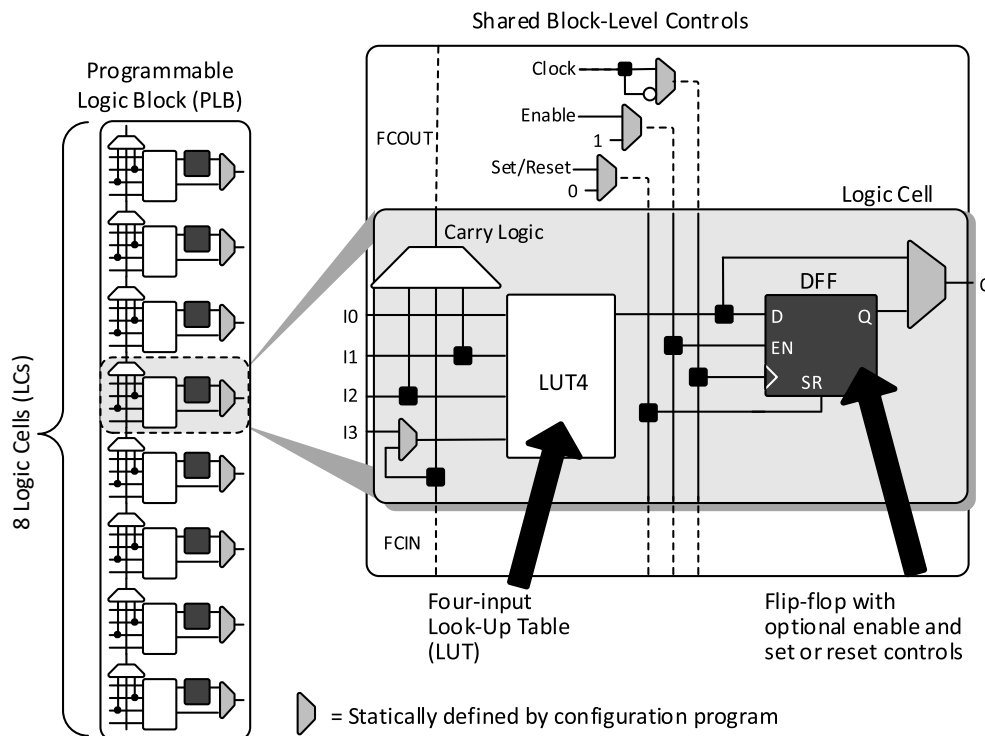 Shared Block-Level Controls
Programmable
Logic Block (PLB)
Clock
Enable
1
FCOUT
Set/Reset
0
Logic Cell
Carry Logic
DFF
I0
D
Q
I1
EN
LUT4
I2
SR
I3
8 Logic Cells (LCs)
FCIN
Four-input
Look-Up Table
(LUT)
Flip-flop with
optional enable and
set or reset controls
= Statically defined by configuration program